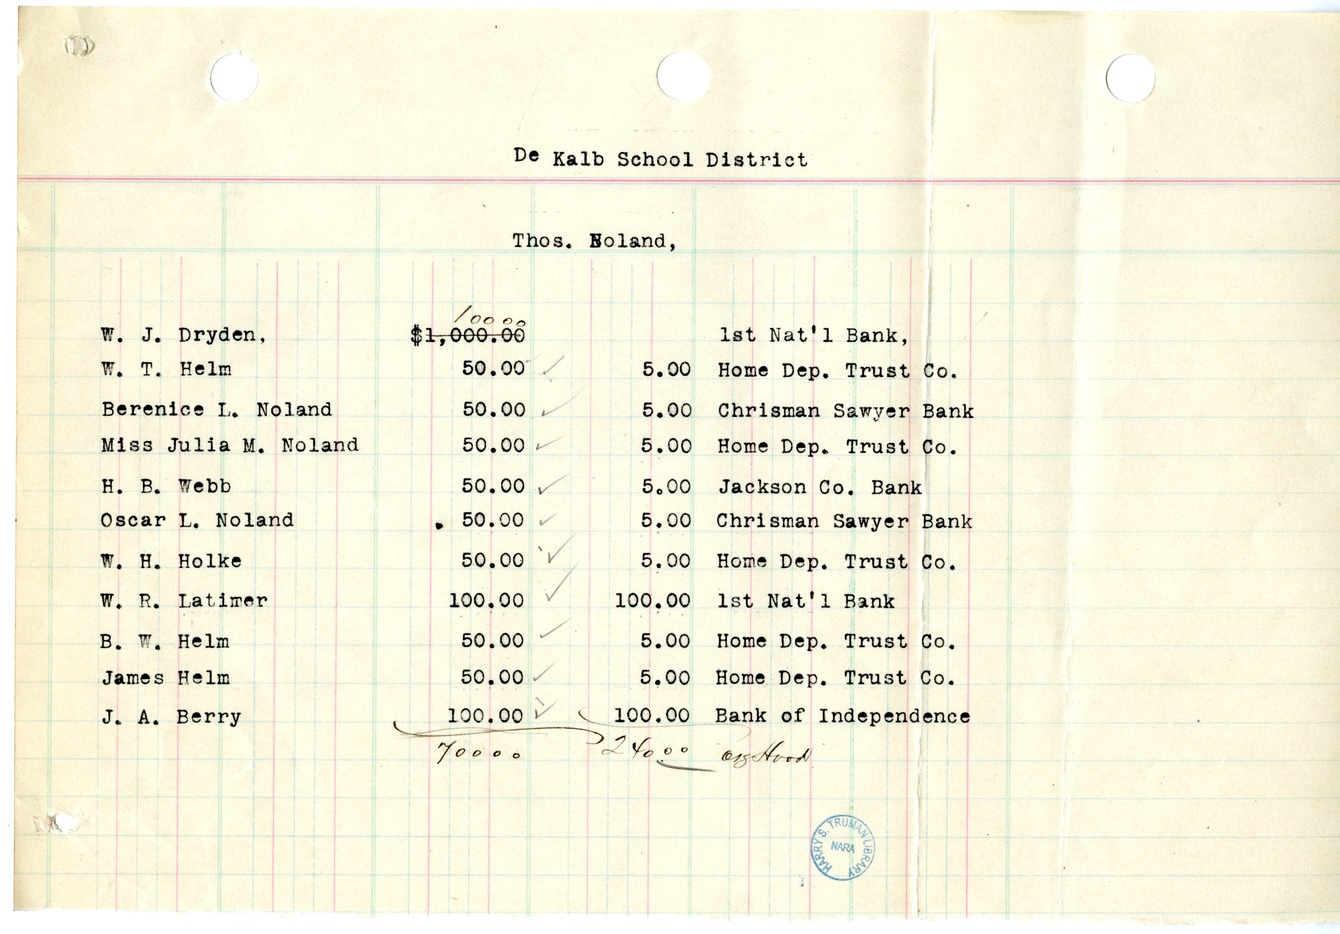 De Kalb School District
Thos. Noland,
100 00
W. J. Dryden, $1,000.00 1st Nat'l Bank,
W. T. Helm 50.00 ✓ 5.00 Home Dep. Trust Co.
Berenice L. Noland 50.00 ✓ 5.00 Chrisman Sawyer Bank
Miss Julia M. Noland 50.00 ✓ 5.00 Home Dep. Trust Co.
H. B. Webb 50.00 ✓ 5.00 Jackson Co. Bank
Oscar L. Noland . 50.00 ✓ 5.00 Chrisman Sawyer Bank
W. H. Holke 50.00 ✓ 5.00 Home Dep. Trust Co.
W. R. Latimer 100.00 ✓ 100.00 1st Nat'l Bank
B. W. Helm 50.00 ✓ 5.00 Home Dep. Trust Co.
James Helm 50.00 ✓ 5.00 Home Dep. Trust Co.
J. A. Berry 100.00 ✓ 100.00 Bank of Independence
700 00 240 00
HARRY S. TRUMAN LIBRARY
NARA